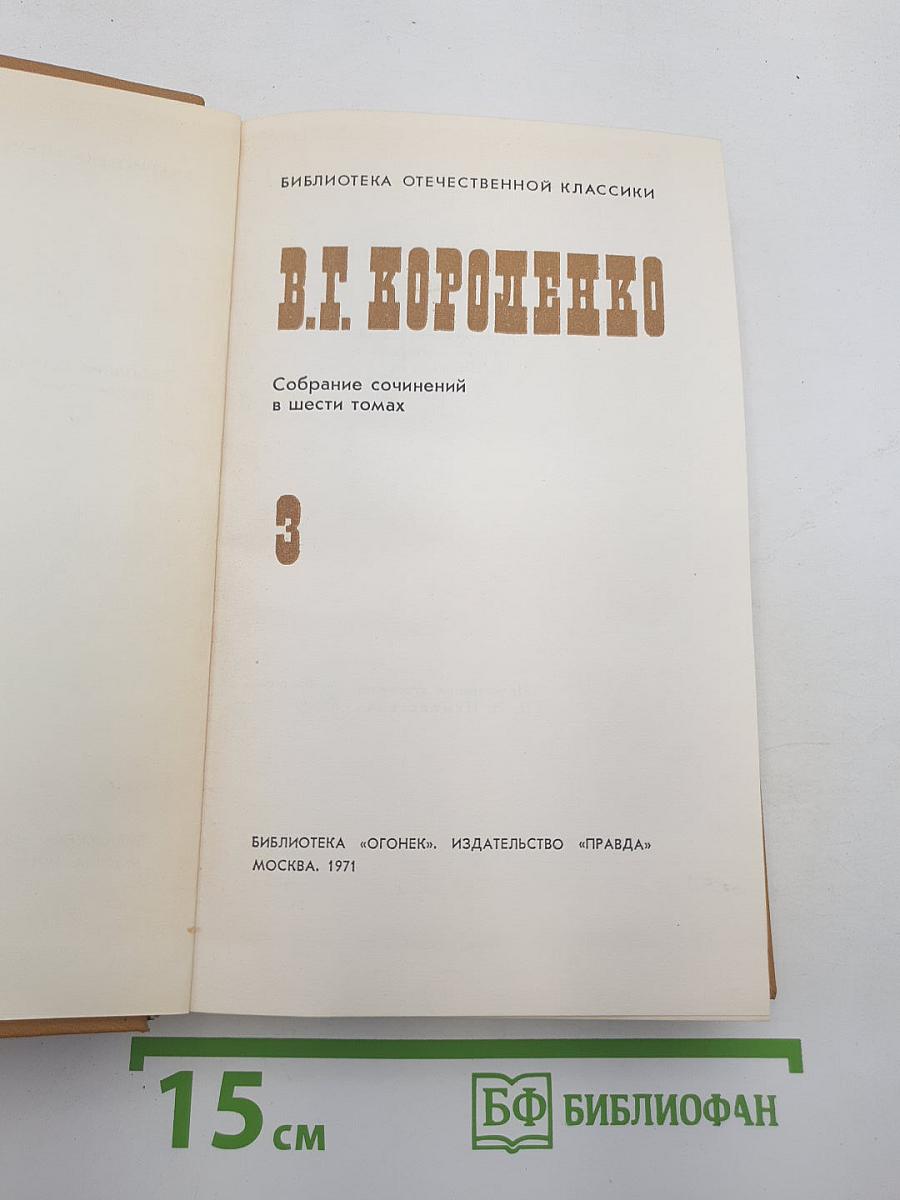 БИБЛИОТЕКА ОТЕЧЕСТВЕННОЙ КЛАССИКИ
В.Г. КОРОЛЕНКО
Собрание сочинений
в шести томах
3
БИБЛИОТЕКА «ОГОНЕК». ИЗДАТЕЛЬСТВО «ПРАВДА»
МОСКВА. 1971
15 см
БФ БИБЛИОФАН